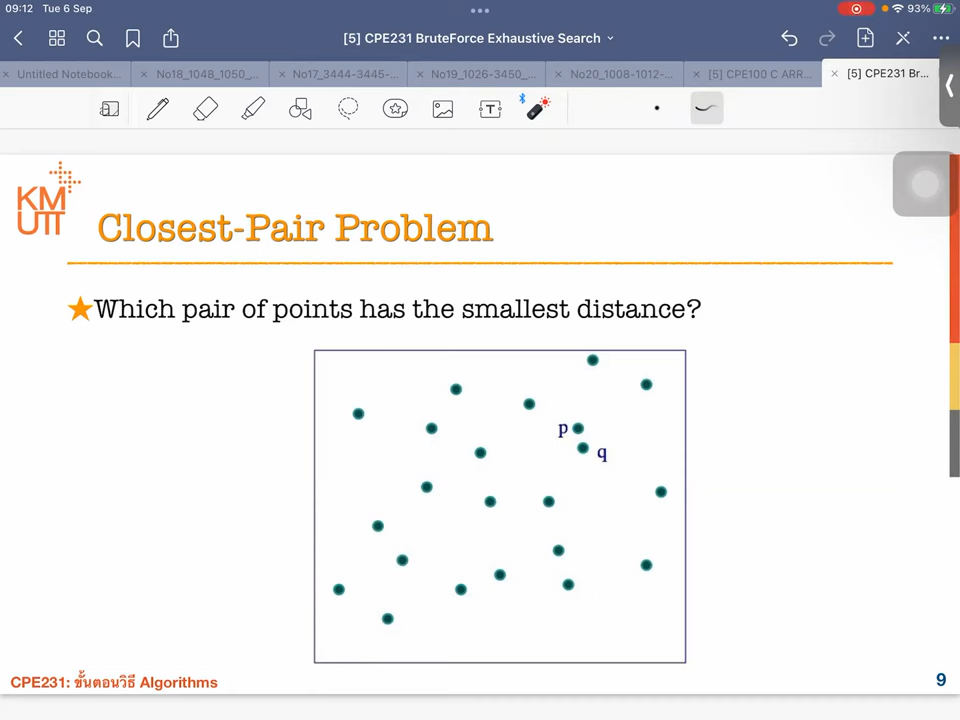 09:12 Tue 6 Sep
93%
[5] CPE231 BruteForce Exhaustive Search
Untitled Notebook...
No18_1048_1050_...
No17_3444-3445-...
No19_1026-3450_...
No20_1008-1012-...
[5] CPE100 C ARR...
[5] CPE231 Br...
T
KM
UTT
Closest-Pair Problem
Which pair of points has the smallest distance?
p
q
CPE231: ขั้นตอนวิธี Algorithms
9